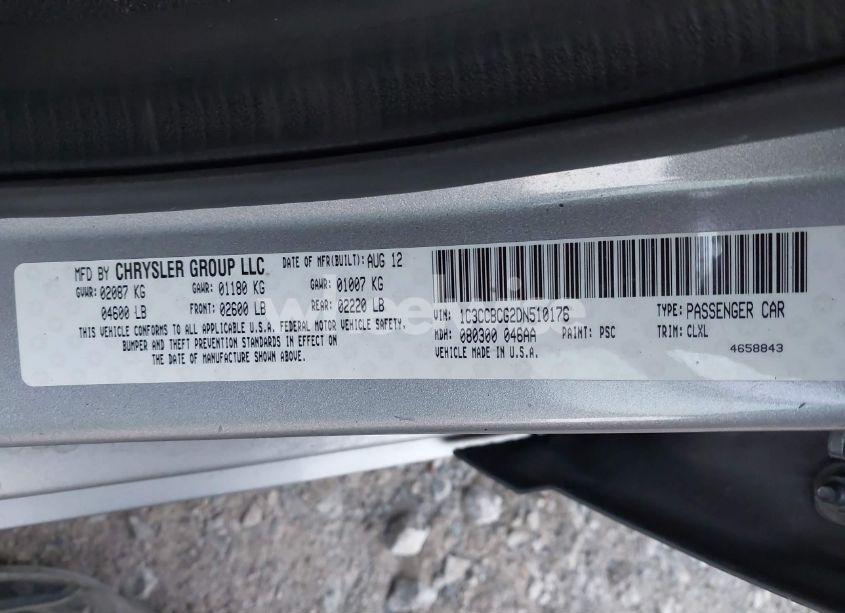 MFD BY CHRYSLER GROUP LLC DATE OF MFR(BUILT): AUG 12
GVWR: 02087 KG GAWR: 01180 KG GAWR: 01007 KG
04600 LB FRONT: 02600 LB REAR: 02220 LB
THIS VEHICLE CONFORMS TO ALL APPLICABLE U.S.A. FEDERAL MOTOR VEHICLE SAFETY,
BUMPER AND THEFT PREVENTION STANDARDS IN EFFECT ON
THE DATE OF MANUFACTURE SHOWN ABOVE.
VIN: 1C3CCBCG2DN510176 TYPE: PASSENGER CAR
MDH: 080300 046AA PAINT: PSC TRIM: CLXL
VEHICLE MADE IN U.S.A. 4658843